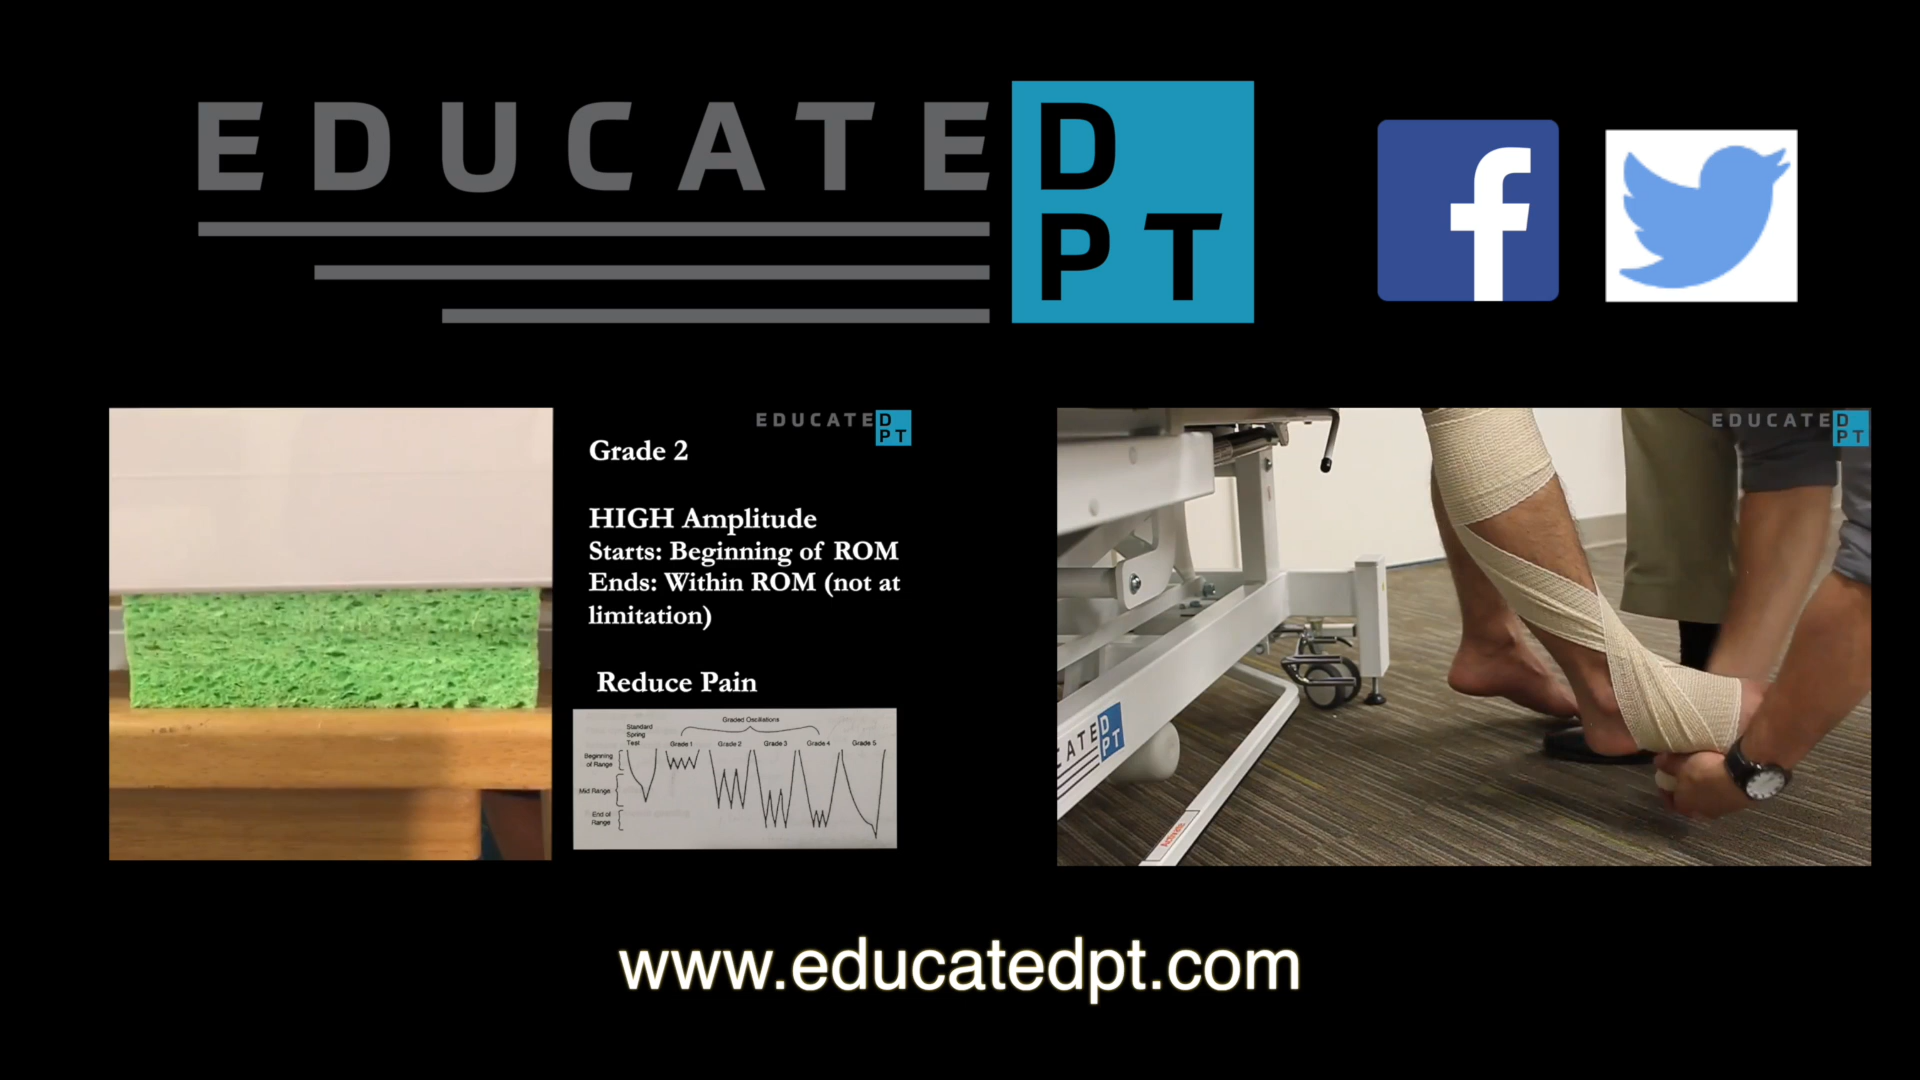 EDUCATED
PT
EDUCATED
PT
Grade 2
HIGH Amplitude
Starts: Beginning of ROM
Ends: Within ROM (not at
limitation)
Reduce Pain
Graded Oscillations
Standard
Spring
Test
Grade 1
Grade 2
Grade 3
Grade 4
Grade 5
Beginning
of Range
Mid Range
End of
Range
EDUCATED
PT
CATED
PT
www.educatedpt.com